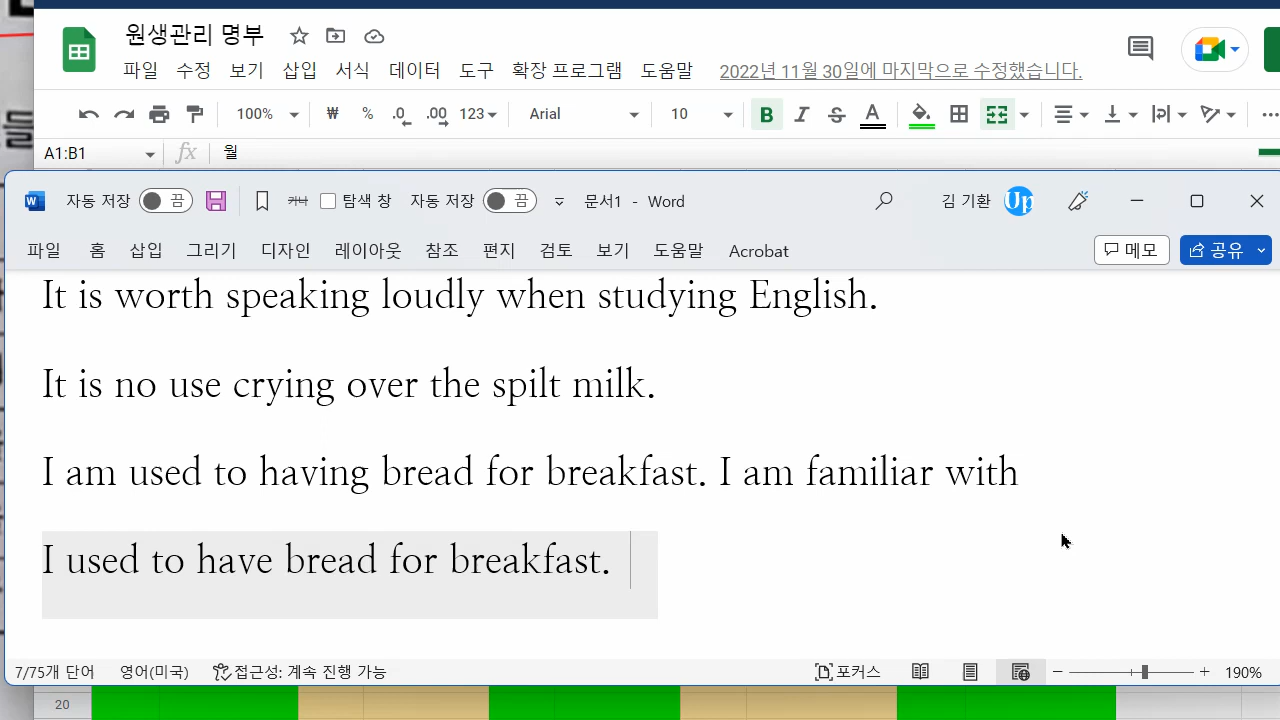 원생관리 명부
파일 수정 보기 삽입 서식 데이터 도구 확장 프로그램 도움말 2022년 11월 30일에 마지막으로 수정했습니다.
100% ₩ % .0 .00 123 Arial 10 B I S A
A1:B1 fx 월
자동 저장 끔 가나 탐색 창 자동 저장 끔 문서1 - Word 김 기환 Up
파일 홈 삽입 그리기 디자인 레이아웃 참조 편지 검토 보기 도움말 Acrobat 메모 공유
It is worth speaking loudly when studying English.
It is no use crying over the spilt milk.
I am used to having bread for breakfast. I am familiar with
I used to have bread for breakfast.
7/75개 단어 영어(미국) 접근성: 계속 진행 가능 포커스 190%
20